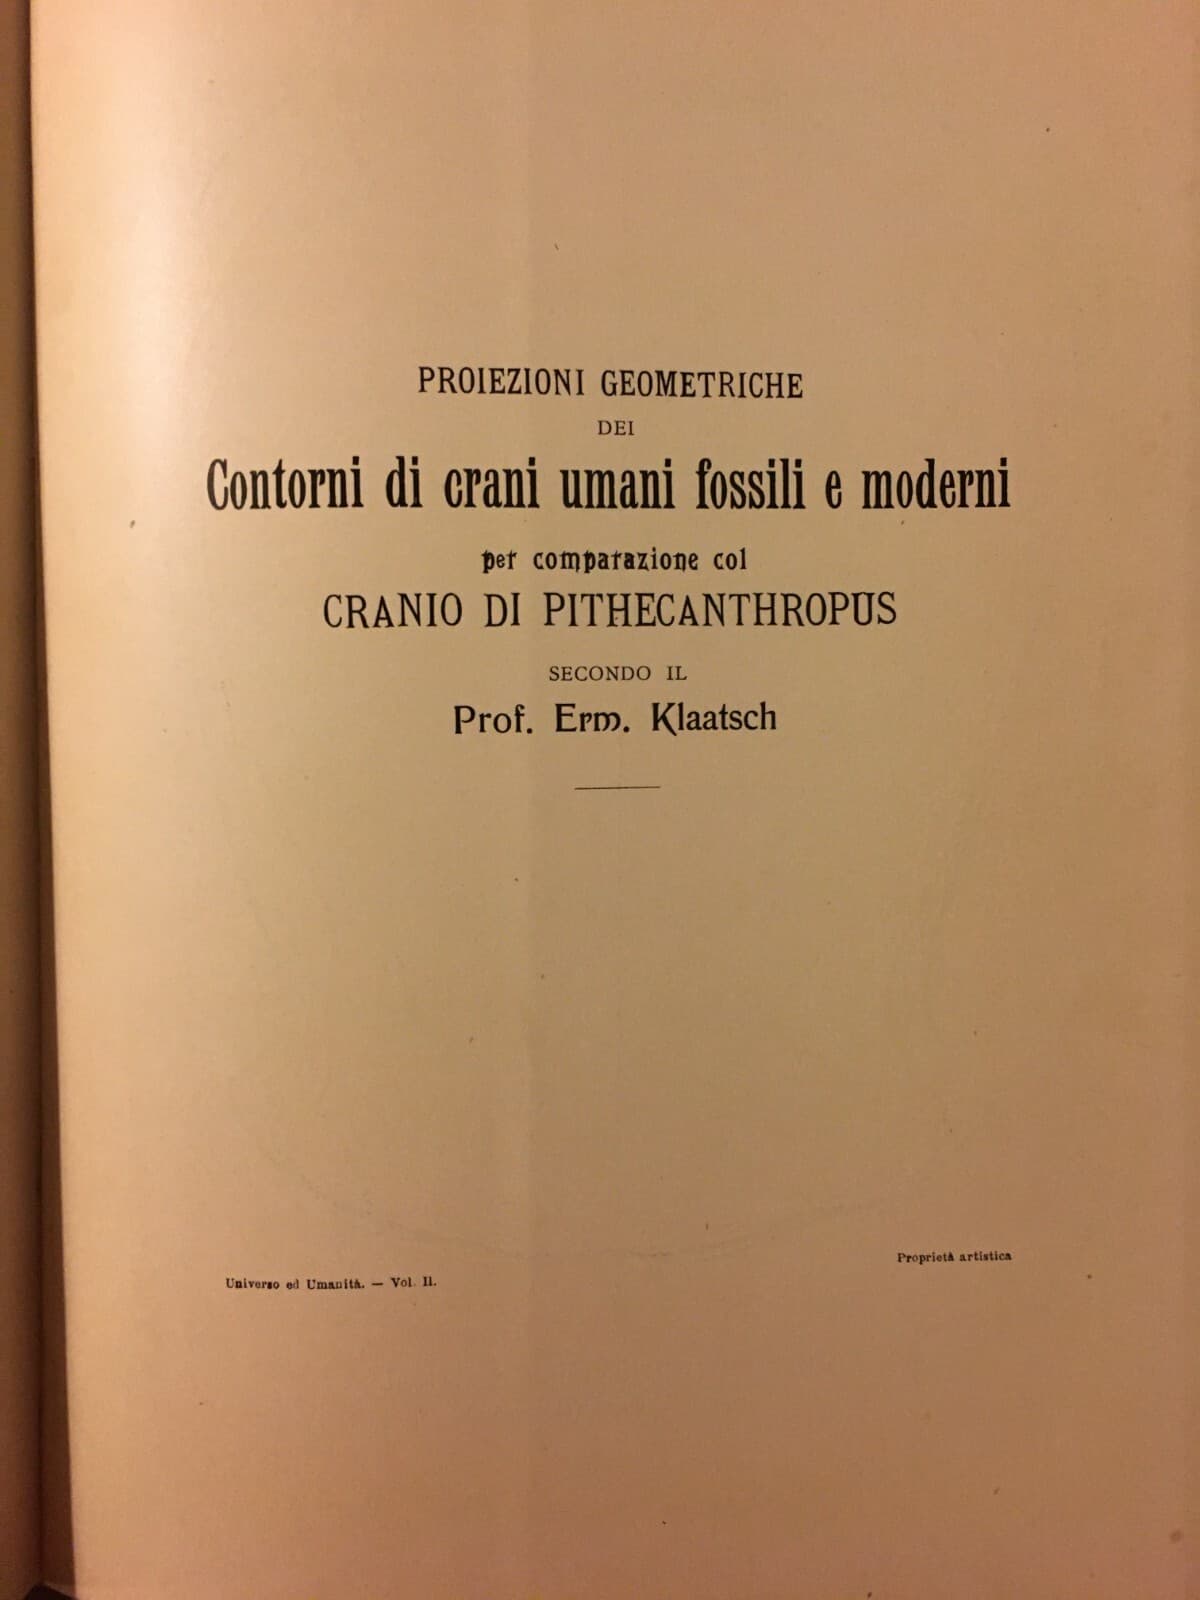 PROIEZIONI GEOMETRICHE
DEI
Contorni di crani umani fossili e moderni
per comparazione col
CRANIO DI PITHECANTHROPUS
SECONDO IL
Prof. Erm. Klaatsch
Proprietà artistica
Universo ed Umanità. — Vol. II.